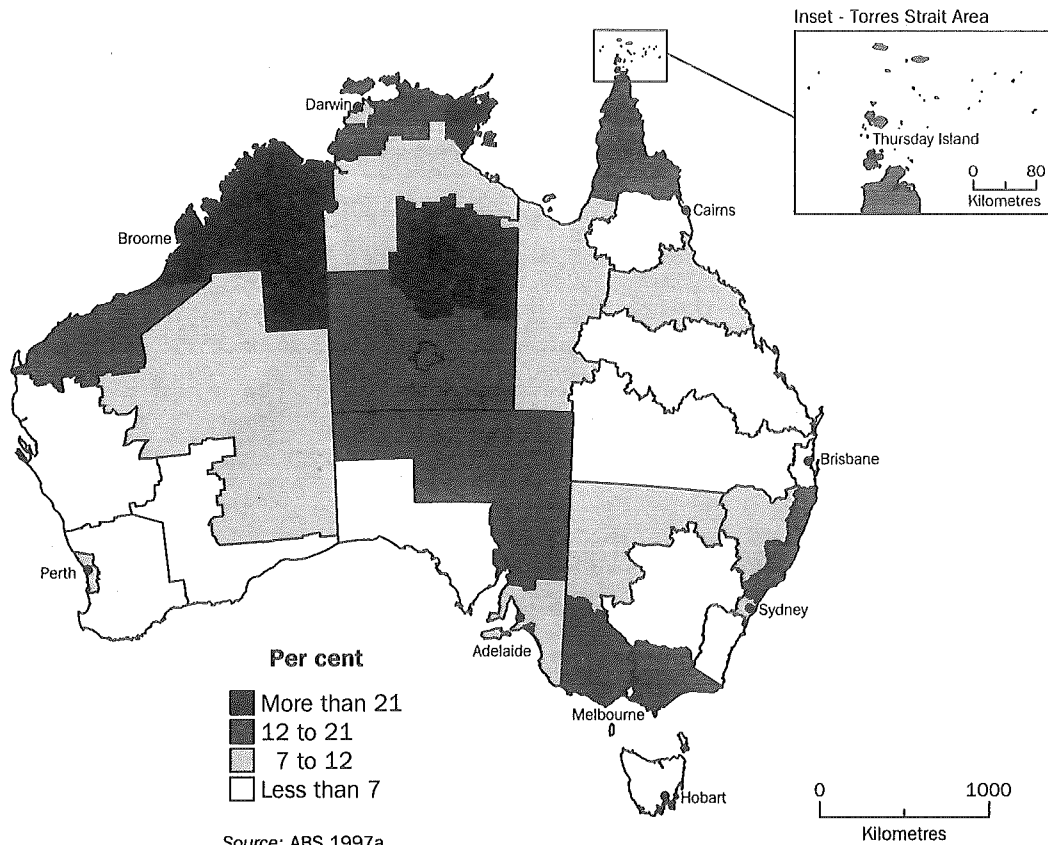 Inset - Torres Strait Area
Darwin
Thursday Island
0 80
Kilometres
Cairns
Broome
Brisbane
Perth
Sydney
Adelaide
Per cent
More than 21
12 to 21
7 to 12
Less than 7
Melbourne
Hobart
0 1000
Kilometres
Source: ABS 1997a